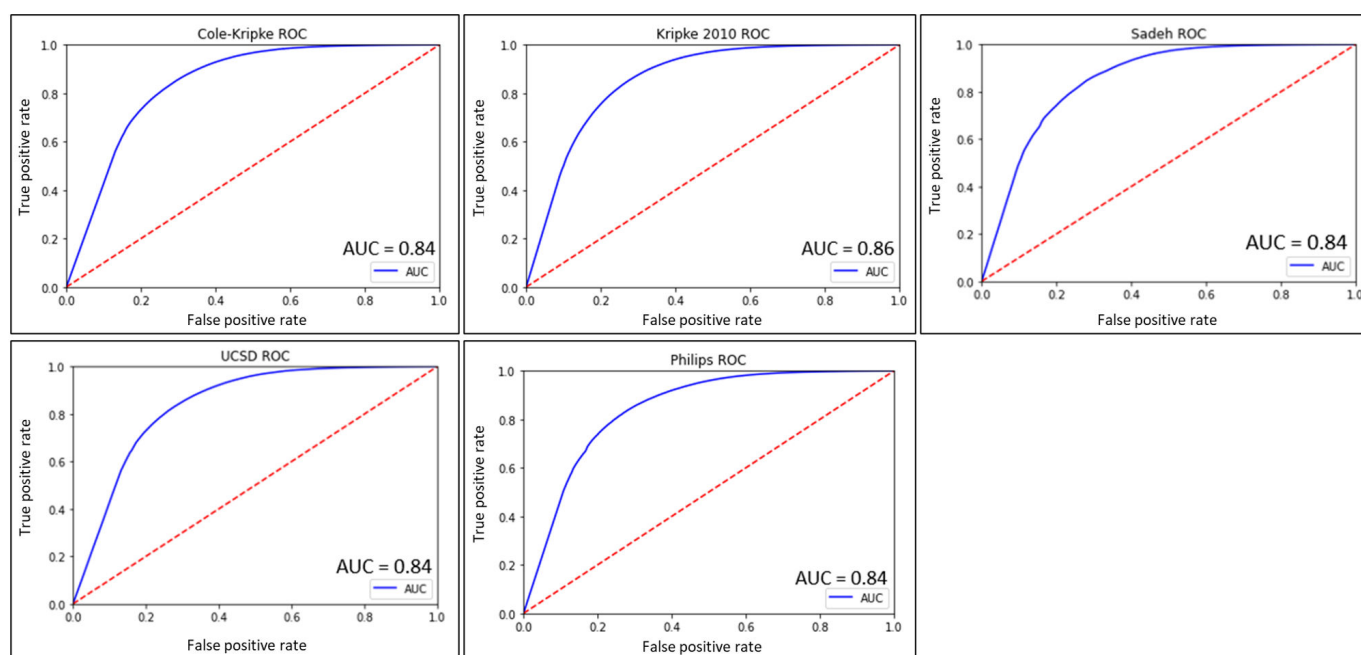 Cole-Kripke ROC
1.0
0.8
0.6
0.4
0.2
0.0
True positive rate
AUC = 0.84
AUC
0.0 0.2 0.4 0.6 0.8 1.0
False positive rate
Kripke 2010 ROC
1.0
0.8
0.6
0.4
0.2
0.0
True positive rate
AUC = 0.86
AUC
0.0 0.2 0.4 0.6 0.8 1.0
False positive rate
Sadeh ROC
1.0
0.8
0.6
0.4
0.2
0.0
True positive rate
AUC = 0.84
AUC
0.0 0.2 0.4 0.6 0.8 1.0
False positive rate
UCSD ROC
1.0
0.8
0.6
0.4
0.2
0.0
True positive rate
AUC = 0.84
AUC
0.0 0.2 0.4 0.6 0.8 1.0
False positive rate
Philips ROC
1.0
0.8
0.6
0.4
0.2
0.0
True positive rate
AUC = 0.84
AUC
0.0 0.2 0.4 0.6 0.8 1.0
False positive rate